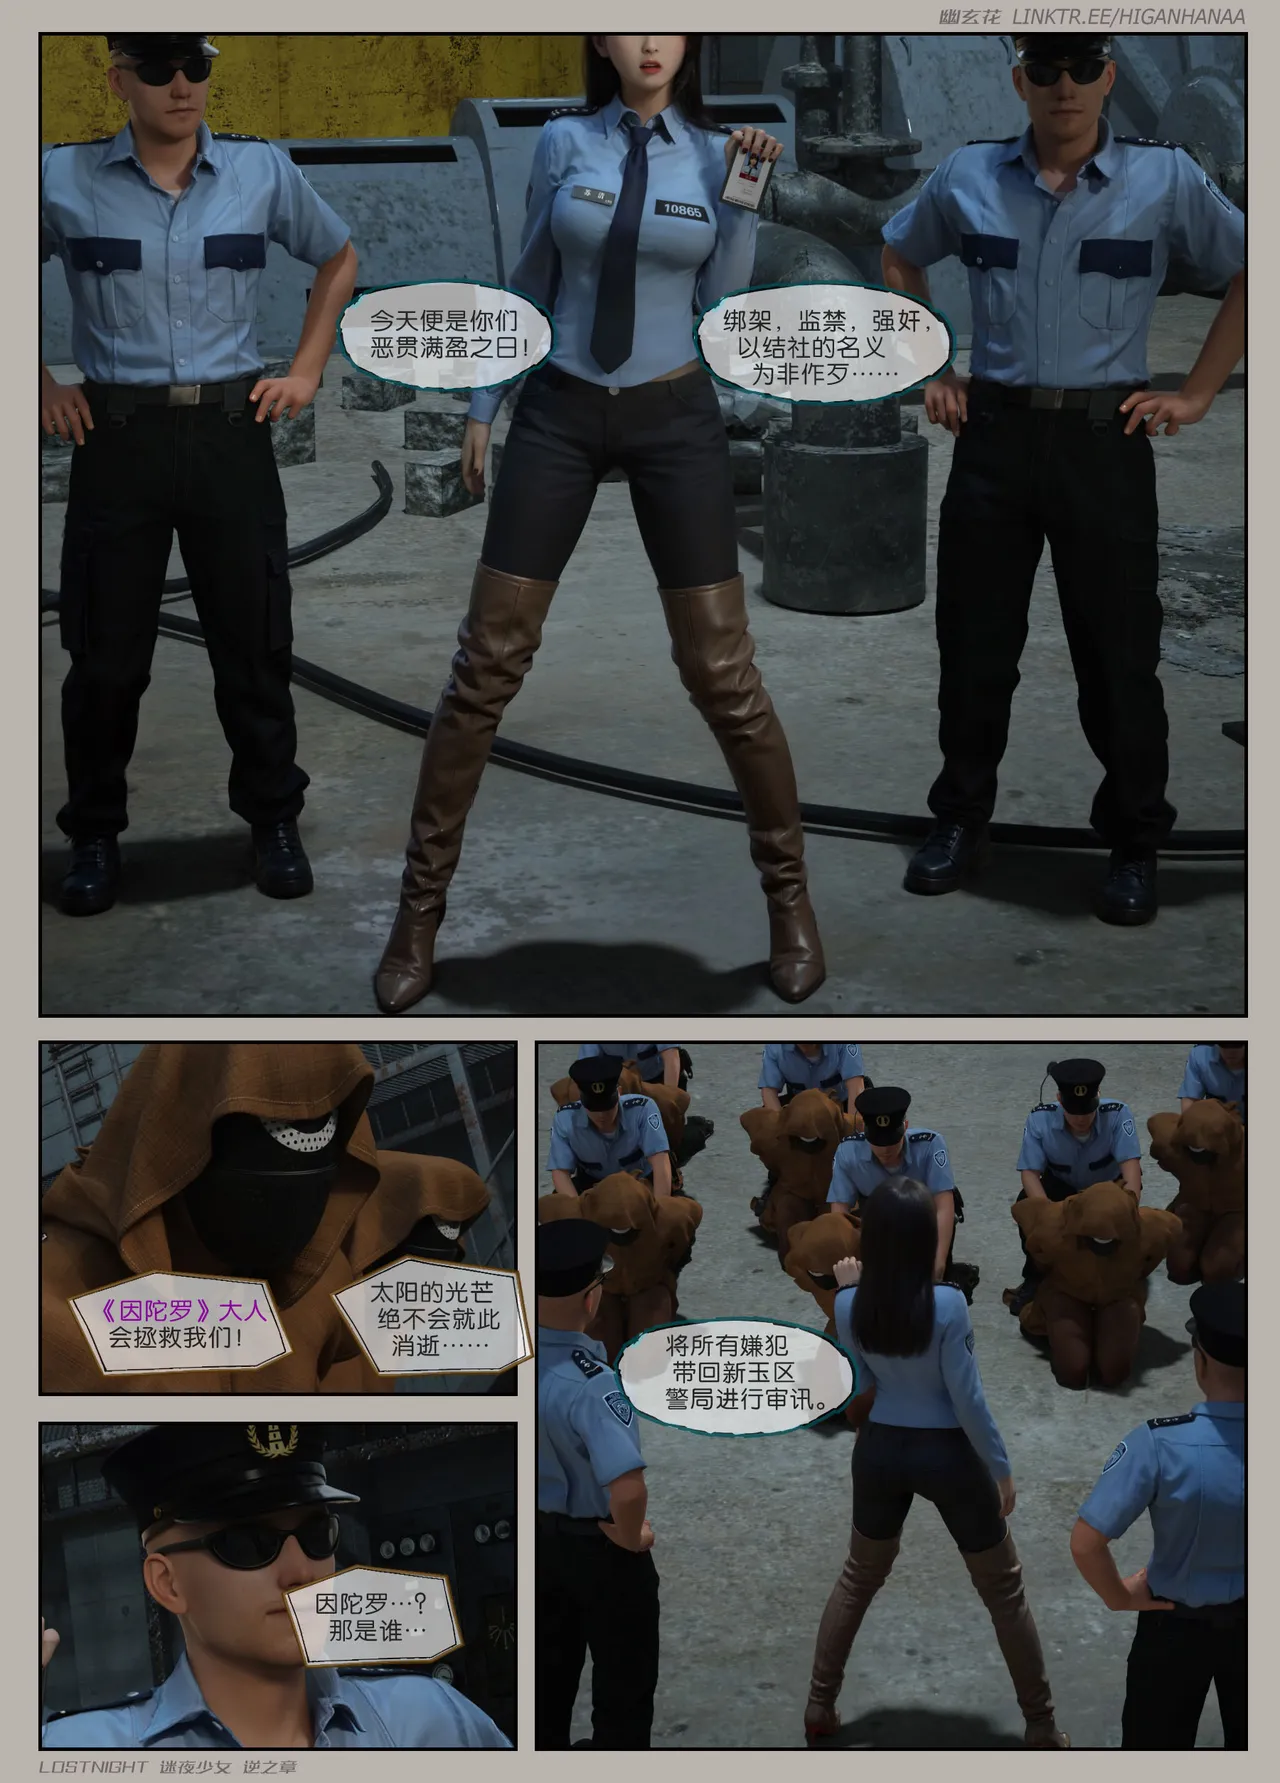 幽玄花 LINKTR.EE/HIGANHANAA
10865
今天便是你们
恶贯满盈之日！
绑架，监禁，强奸，
以结社的名义
为非作歹……
《因陀罗》大人
会拯救我们！
太阳的光芒
绝不会就此
消逝……
因陀罗…？
那是谁…
将所有嫌犯
带回新玉区
警局进行审讯。
LOSTNIGHT 迷夜少女 逆之章